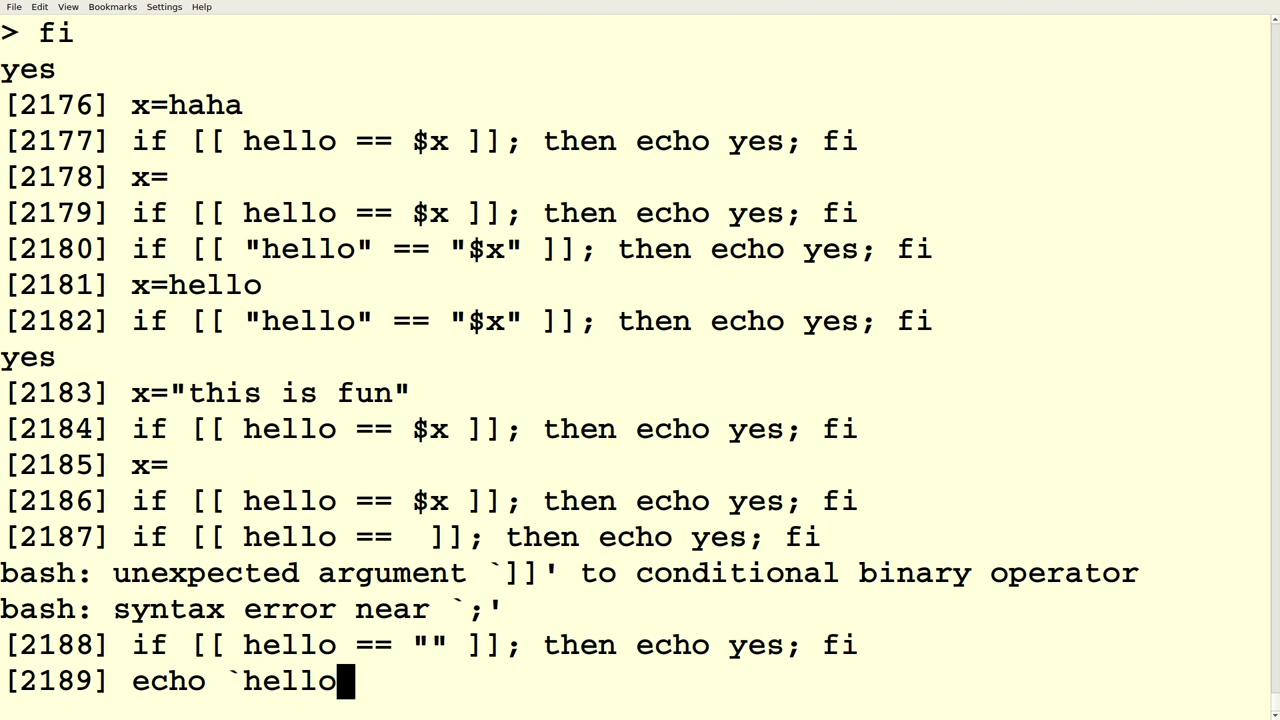 File Edit View Bookmarks Settings Help
> fi
yes
[2176] x=haha
[2177] if [[ hello == $x ]]; then echo yes; fi
[2178] x=
[2179] if [[ hello == $x ]]; then echo yes; fi
[2180] if [[ "hello" == "$x" ]]; then echo yes; fi
[2181] x=hello
[2182] if [[ "hello" == "$x" ]]; then echo yes; fi
yes
[2183] x="this is fun"
[2184] if [[ hello == $x ]]; then echo yes; fi
[2185] x=
[2186] if [[ hello == $x ]]; then echo yes; fi
[2187] if [[ hello ==  ]]; then echo yes; fi
bash: unexpected argument `]]' to conditional binary operator
bash: syntax error near `;'
[2188] if [[ hello == "" ]]; then echo yes; fi
[2189] echo `hello